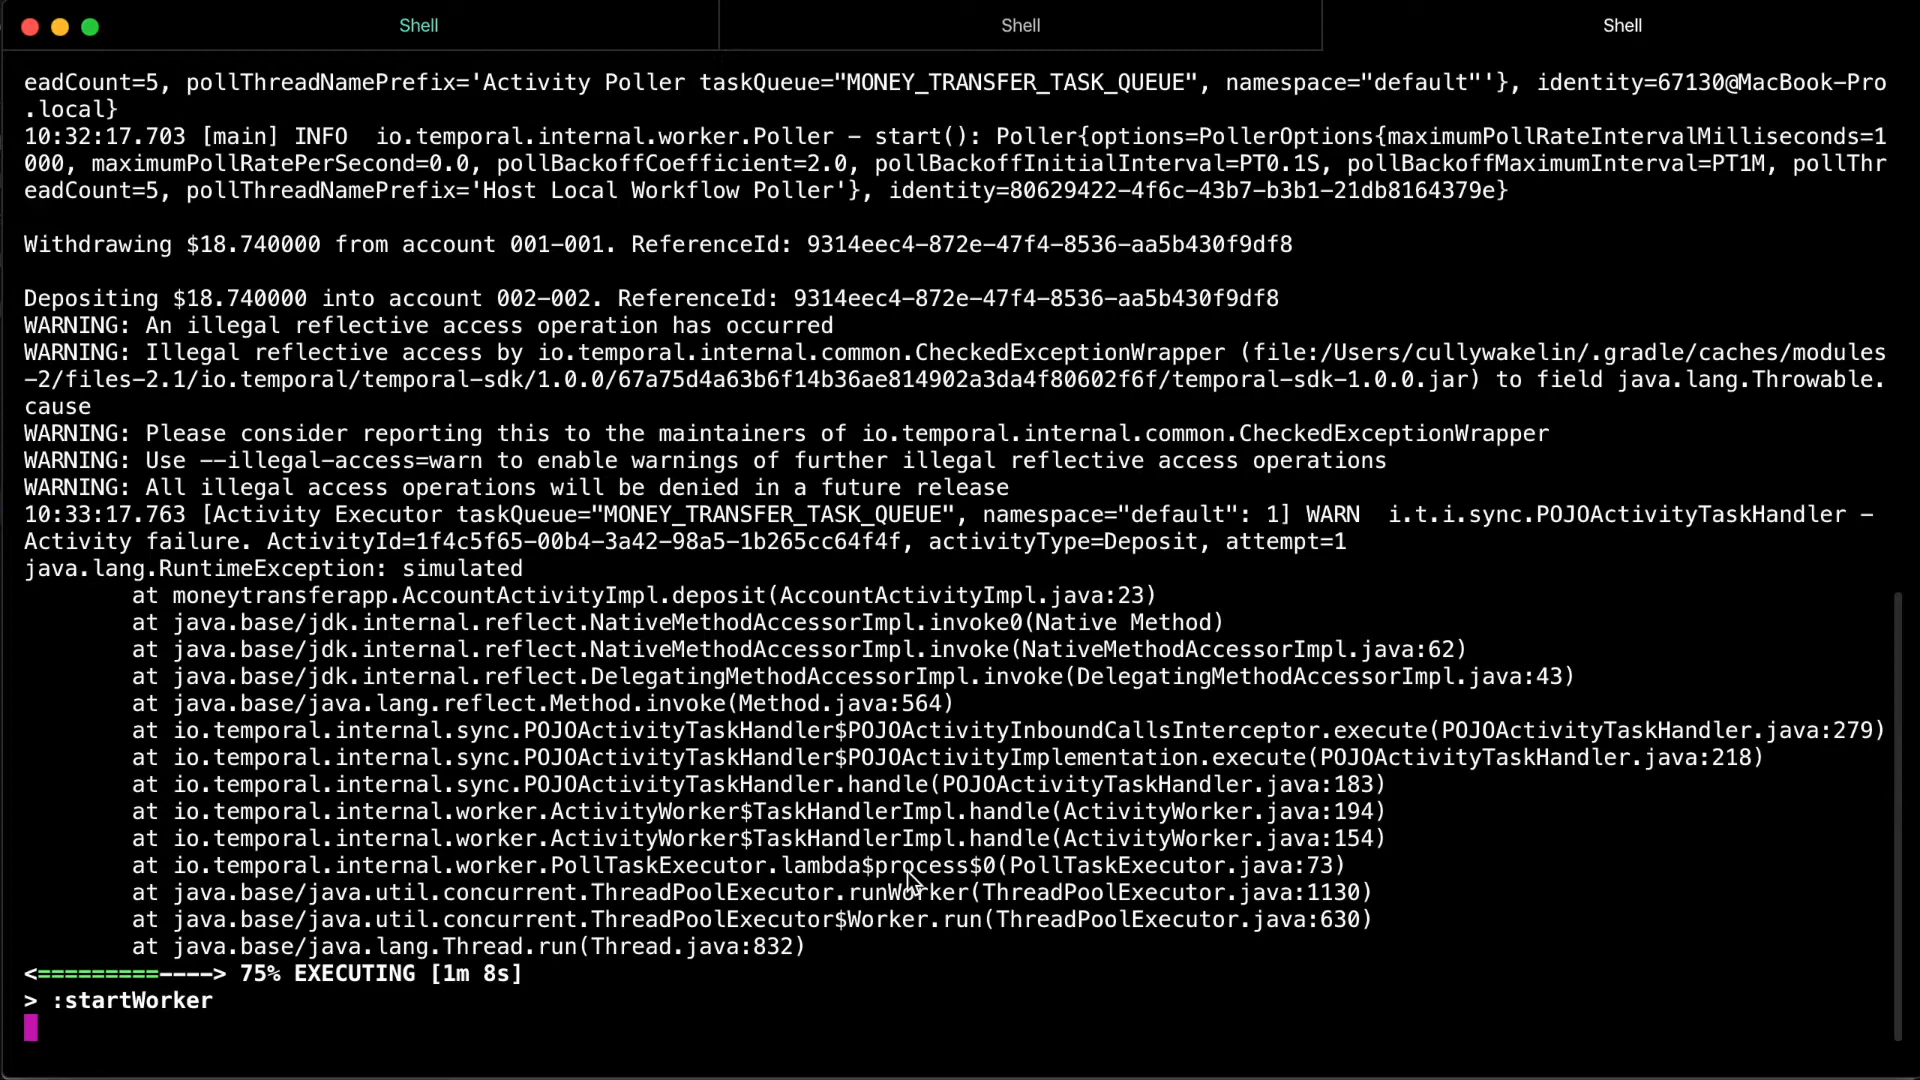 Shell
Shell
Shell
eadCount=5, pollThreadNamePrefix='Activity Poller taskQueue="MONEY_TRANSFER_TASK_QUEUE", namespace="default"'}, identity=67130@MacBook-Pro
.local}
10:32:17.703 [main] INFO  io.temporal.internal.worker.Poller - start(): Poller{options=PollerOptions{maximumPollRateIntervalMilliseconds=1
000, maximumPollRatePerSecond=0.0, pollBackoffCoefficient=2.0, pollBackoffInitialInterval=PT0.1S, pollBackoffMaximumInterval=PT1M, pollThr
eadCount=5, pollThreadNamePrefix='Host Local Workflow Poller'}, identity=80629422-4f6c-43b7-b3b1-21db8164379e}
Withdrawing $18.740000 from account 001-001. ReferenceId: 9314eec4-872e-47f4-8536-aa5b430f9df8
Depositing $18.740000 into account 002-002. ReferenceId: 9314eec4-872e-47f4-8536-aa5b430f9df8
WARNING: An illegal reflective access operation has occurred
WARNING: Illegal reflective access by io.temporal.internal.common.CheckedExceptionWrapper (file:/Users/cullywakelin/.gradle/caches/modules
-2/files-2.1/io.temporal/temporal-sdk/1.0.0/67a75d4a63b6f14b36ae814902a3da4f80602f6f/temporal-sdk-1.0.0.jar) to field java.lang.Throwable.
cause
WARNING: Please consider reporting this to the maintainers of io.temporal.internal.common.CheckedExceptionWrapper
WARNING: Use --illegal-access=warn to enable warnings of further illegal reflective access operations
WARNING: All illegal access operations will be denied in a future release
10:33:17.763 [Activity Executor taskQueue="MONEY_TRANSFER_TASK_QUEUE", namespace="default": 1] WARN  i.t.i.sync.POJOActivityTaskHandler -
Activity failure. ActivityId=1f4c5f65-00b4-3a42-98a5-1b265cc64f4f, activityType=Deposit, attempt=1
java.lang.RuntimeException: simulated
        at moneytransferapp.AccountActivityImpl.deposit(AccountActivityImpl.java:23)
        at java.base/jdk.internal.reflect.NativeMethodAccessorImpl.invoke0(Native Method)
        at java.base/jdk.internal.reflect.NativeMethodAccessorImpl.invoke(NativeMethodAccessorImpl.java:62)
        at java.base/jdk.internal.reflect.DelegatingMethodAccessorImpl.invoke(DelegatingMethodAccessorImpl.java:43)
        at java.base/java.lang.reflect.Method.invoke(Method.java:564)
        at io.temporal.internal.sync.POJOActivityTaskHandler$POJOActivityInboundCallsInterceptor.execute(POJOActivityTaskHandler.java:279)
        at io.temporal.internal.sync.POJOActivityTaskHandler$POJOActivityImplementation.execute(POJOActivityTaskHandler.java:218)
        at io.temporal.internal.sync.POJOActivityTaskHandler.handle(POJOActivityTaskHandler.java:183)
        at io.temporal.internal.worker.ActivityWorker$TaskHandlerImpl.handle(ActivityWorker.java:194)
        at io.temporal.internal.worker.ActivityWorker$TaskHandlerImpl.handle(ActivityWorker.java:154)
        at io.temporal.internal.worker.PollTaskExecutor.lambda$process$0(PollTaskExecutor.java:73)
        at java.base/java.util.concurrent.ThreadPoolExecutor.runWorker(ThreadPoolExecutor.java:1130)
        at java.base/java.util.concurrent.ThreadPoolExecutor$Worker.run(ThreadPoolExecutor.java:630)
        at java.base/java.lang.Thread.run(Thread.java:832)
<=========----> 75% EXECUTING [1m 8s]
> :startWorker